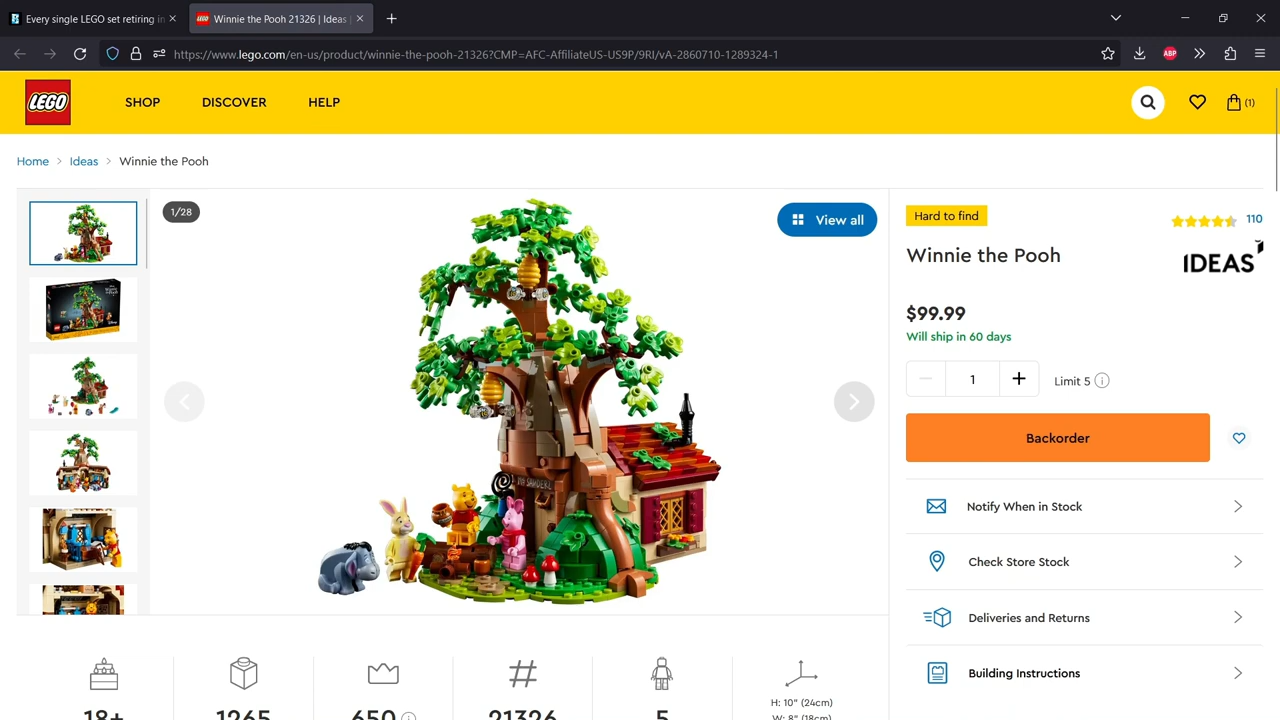 Every single LEGO set retiring in
Winnie the Pooh 21326 | Ideas |
https://www.lego.com/en-us/product/winnie-the-pooh-21326?CMP=AFC-AffiliateUS-US9P/9RI/vA-2860710-1289324-1
ABP
LEGO
SHOP
DISCOVER
HELP
(1)
Home > Ideas > Winnie the Pooh
1/28
View all
Hard to find
110
Winnie the Pooh
IDEAS
$99.99
Will ship in 60 days
1
Limit 5
Backorder
Notify When in Stock
Check Store Stock
Deliveries and Returns
Building Instructions
18+
1265
650
21326
5
H: 10" (24cm)
W: 8" (18cm)